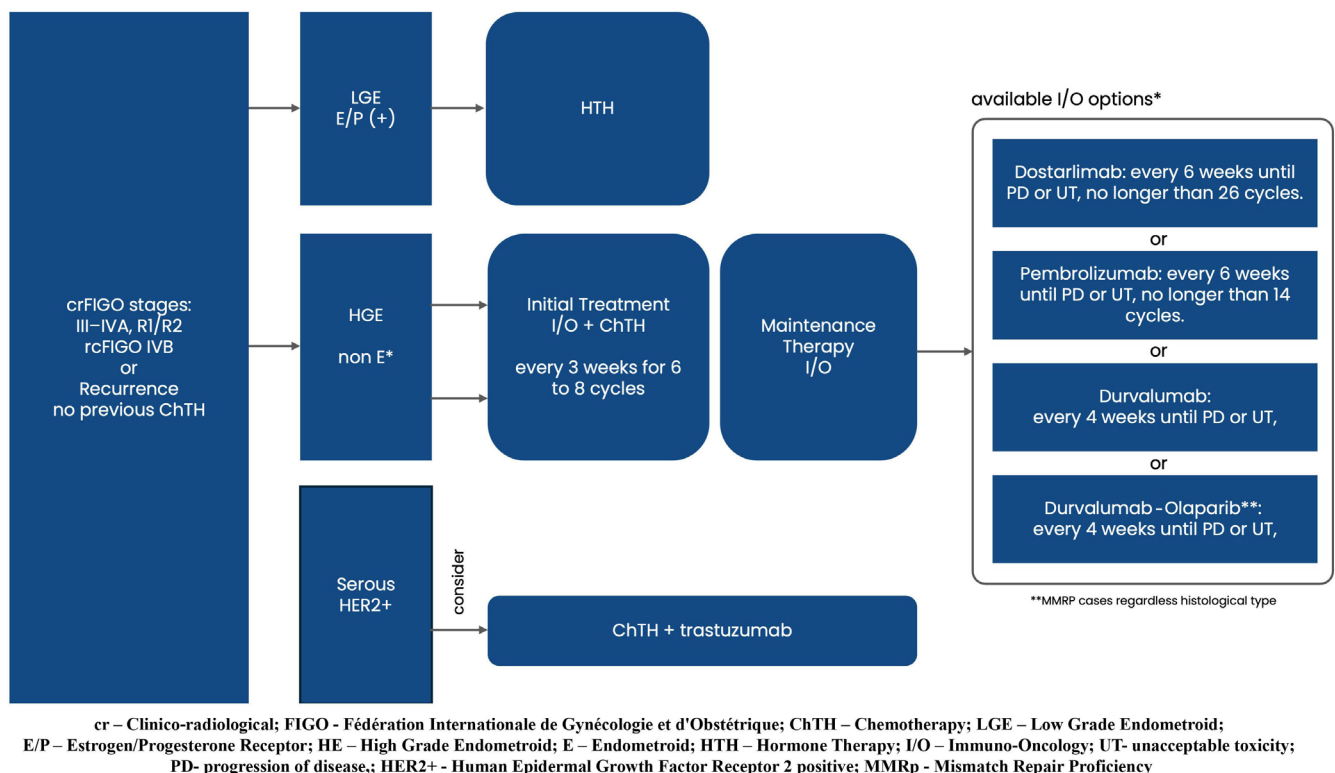 crFIGO stages:
III–IVA, R1/R2
rcFIGO IVB
or
Recurrence
no previous ChTH
LGE
E/P (+)
HTH
HGE
non E*
Initial Treatment
I/O + ChTH
every 3 weeks for 6
to 8 cycles
Maintenance
Therapy
I/O
Serous
HER2+
consider
ChTH + trastuzumab
available I/O options*
Dostarlimab: every 6 weeks until
PD or UT, no longer than 26 cycles.
or
Pembrolizumab: every 6 weeks
until PD or UT, no longer than 14
cycles.
or
Durvalumab:
every 4 weeks until PD or UT,
or
Durvalumab-Olaparib**:
every 4 weeks until PD or UT,
**MMRP cases regardless histological type
cr – Clinico-radiological; FIGO - Fédération Internationale de Gynécologie et d'Obstétrique; ChTH – Chemotherapy; LGE – Low Grade Endometroid;
E/P – Estrogen/Progesterone Receptor; HE – High Grade Endometroid; E – Endometroid; HTH – Hormone Therapy; I/O – Immuno-Oncology; UT- unacceptable toxicity;
PD- progression of disease,; HER2+ - Human Epidermal Growth Factor Receptor 2 positive; MMRp - Mismatch Repair Proficiency